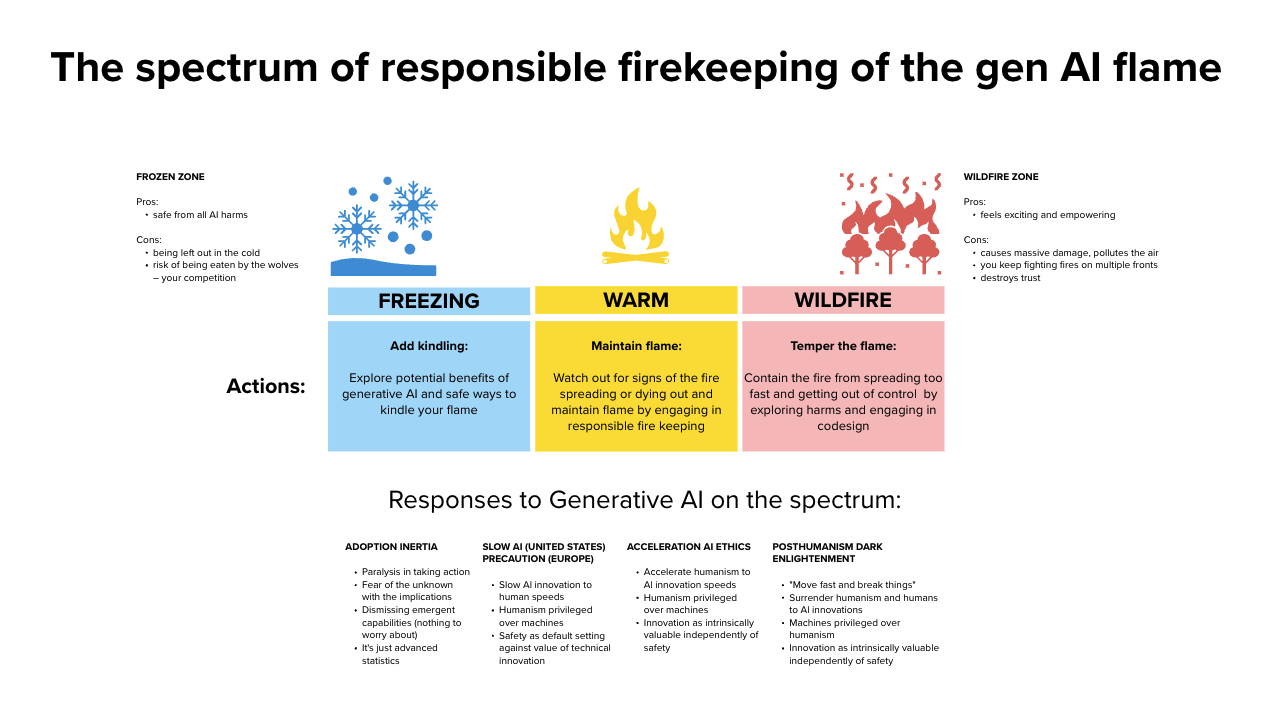 The spectrum of responsible firekeeping of the gen AI flame
FROZEN ZONE
Pros:
• safe from all AI harms
Cons:
• being left out in the cold
• risk of being eaten by the wolves
– your competition
WILDFIRE ZONE
Pros:
• feels exciting and empowering
Cons:
• causes massive damage, pollutes the air
• you keep fighting fires on multiple fronts
• destroys trust
FREEZING
WARM
WILDFIRE
Actions:
Add kindling:
Explore potential benefits of
generative AI and safe ways to
kindle your flame
Maintain flame:
Watch out for signs of the fire
spreading or dying out and
maintain flame by engaging in
responsible fire keeping
Temper the flame:
Contain the fire from spreading too
fast and getting out of control by
exploring harms and engaging in
codesign
Responses to Generative AI on the spectrum:
ADOPTION INERTIA
• Paralysis in taking action
• Fear of the unknown
with the implications
• Dismissing emergent
capabilities (nothing to
worry about)
• It's just advanced
statistics
SLOW AI (UNITED STATES)
PRECAUTION (EUROPE)
• Slow AI innovation to
human speeds
• Humanism privileged
over machines
• Safety as default setting
against value of technical
innovation
ACCELERATION AI ETHICS
• Accelerate humanism to
AI innovation speeds
• Humanism privileged
over machines
• Innovation as intrinsically
valuable independently of
safety
POSTHUMANISM DARK
ENLIGHTENMENT
• "Move fast and break things"
• Surrender humanism and humans
to AI innovations
• Machines privileged over
humanism
• Innovation as intrinsically valuable
independently of safety